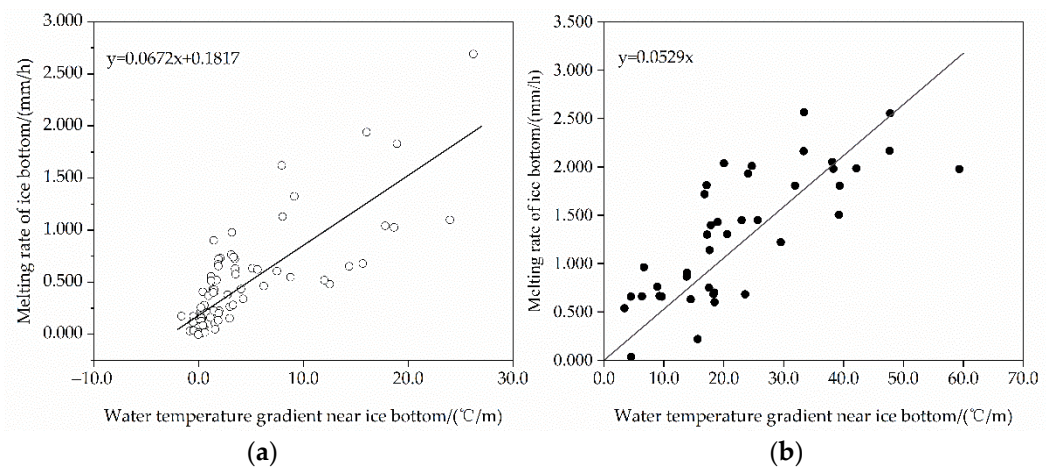 3.000
2.500
2.000
1.500
1.000
0.500
0.000
y=0.0672x+0.1817
Melting rate of ice bottom/(mm/h)
−10.0 0.0 10.0 20.0 30.0
Water temperature gradient near ice bottom/(℃/m)
(a)
3.500
3.000
2.500
2.000
1.500
1.000
0.500
0.000
y=0.0529x
Melting rate of ice bottom/(mm/h)
0.0 10.0 20.0 30.0 40.0 50.0 60.0 70.0
Water temperature gradient near ice bottom/(℃/m)
(b)